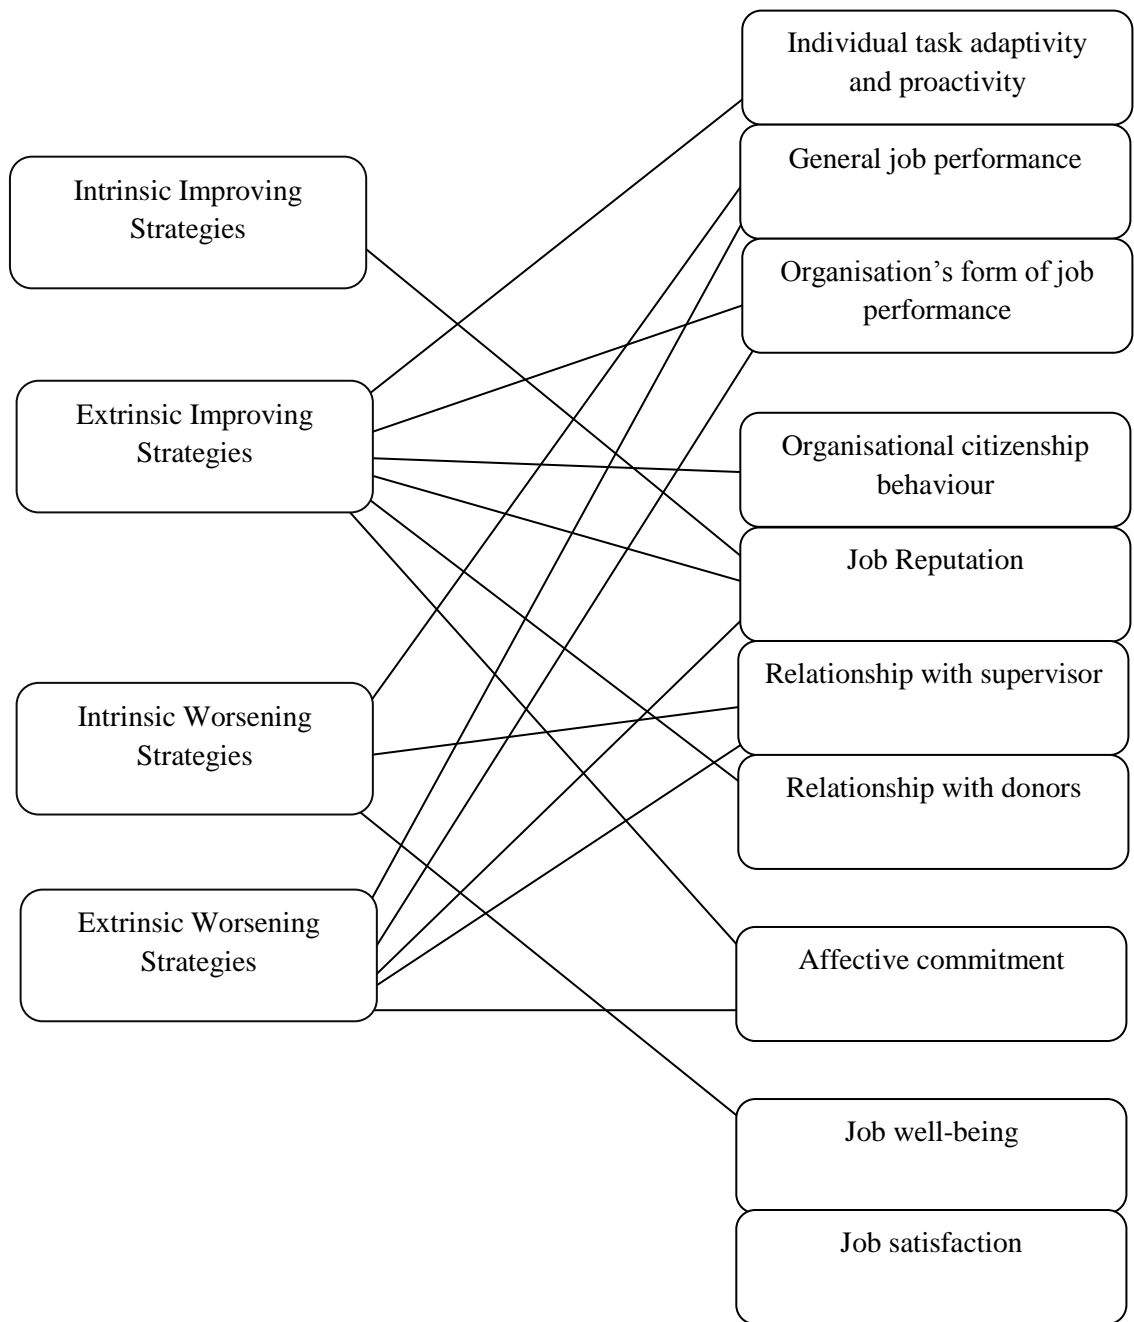 Intrinsic Improving
Strategies
Extrinsic Improving
Strategies
Intrinsic Worsening
Strategies
Extrinsic Worsening
Strategies
Individual task adaptivity
and proactivity
General job performance
Organisation’s form of job
performance
Organisational citizenship
behaviour
Job Reputation
Relationship with supervisor
Relationship with donors
Affective commitment
Job well-being
Job satisfaction